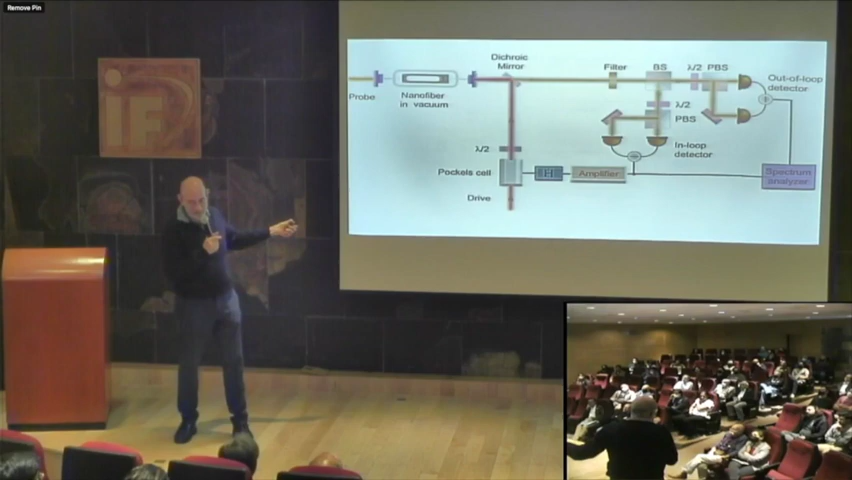 Remove Pin
iF
Dichroic
Mirror
Filter
BS
λ/2
PBS
Probe
Nanofiber
in vacuum
Out-of-loop
detector
λ/2
PBS
λ/2
In-loop
detector
Pockels cell
Amplifier
Spectrum
analyzer
Drive